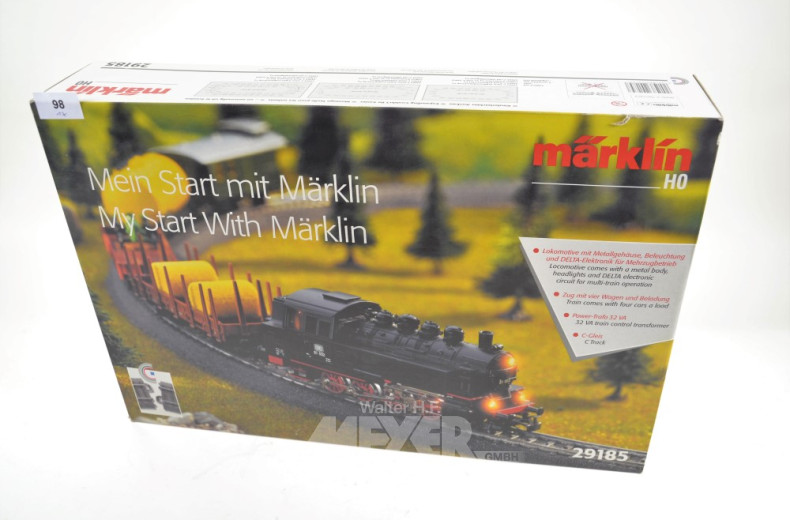 29185
märklin
H0
98
Mein Start mit Märklin
My Start With Märklin
märklin
H0
Lokomotive mit Metallgehäuse, Beleuchtung
und DELTA-Elektronik für Mehrzugbetrieb
Locomotive comes with a metal body,
headlights and DELTA electronic
circuit for multi-train operation
Zug mit vier Wagen und Beladung
Train comes with four cars a load
Power-Trafo 32 VA
32 VA train control transformer
C-Gleis
C Track
Walter H.F.
MEYER
GMBH
29185